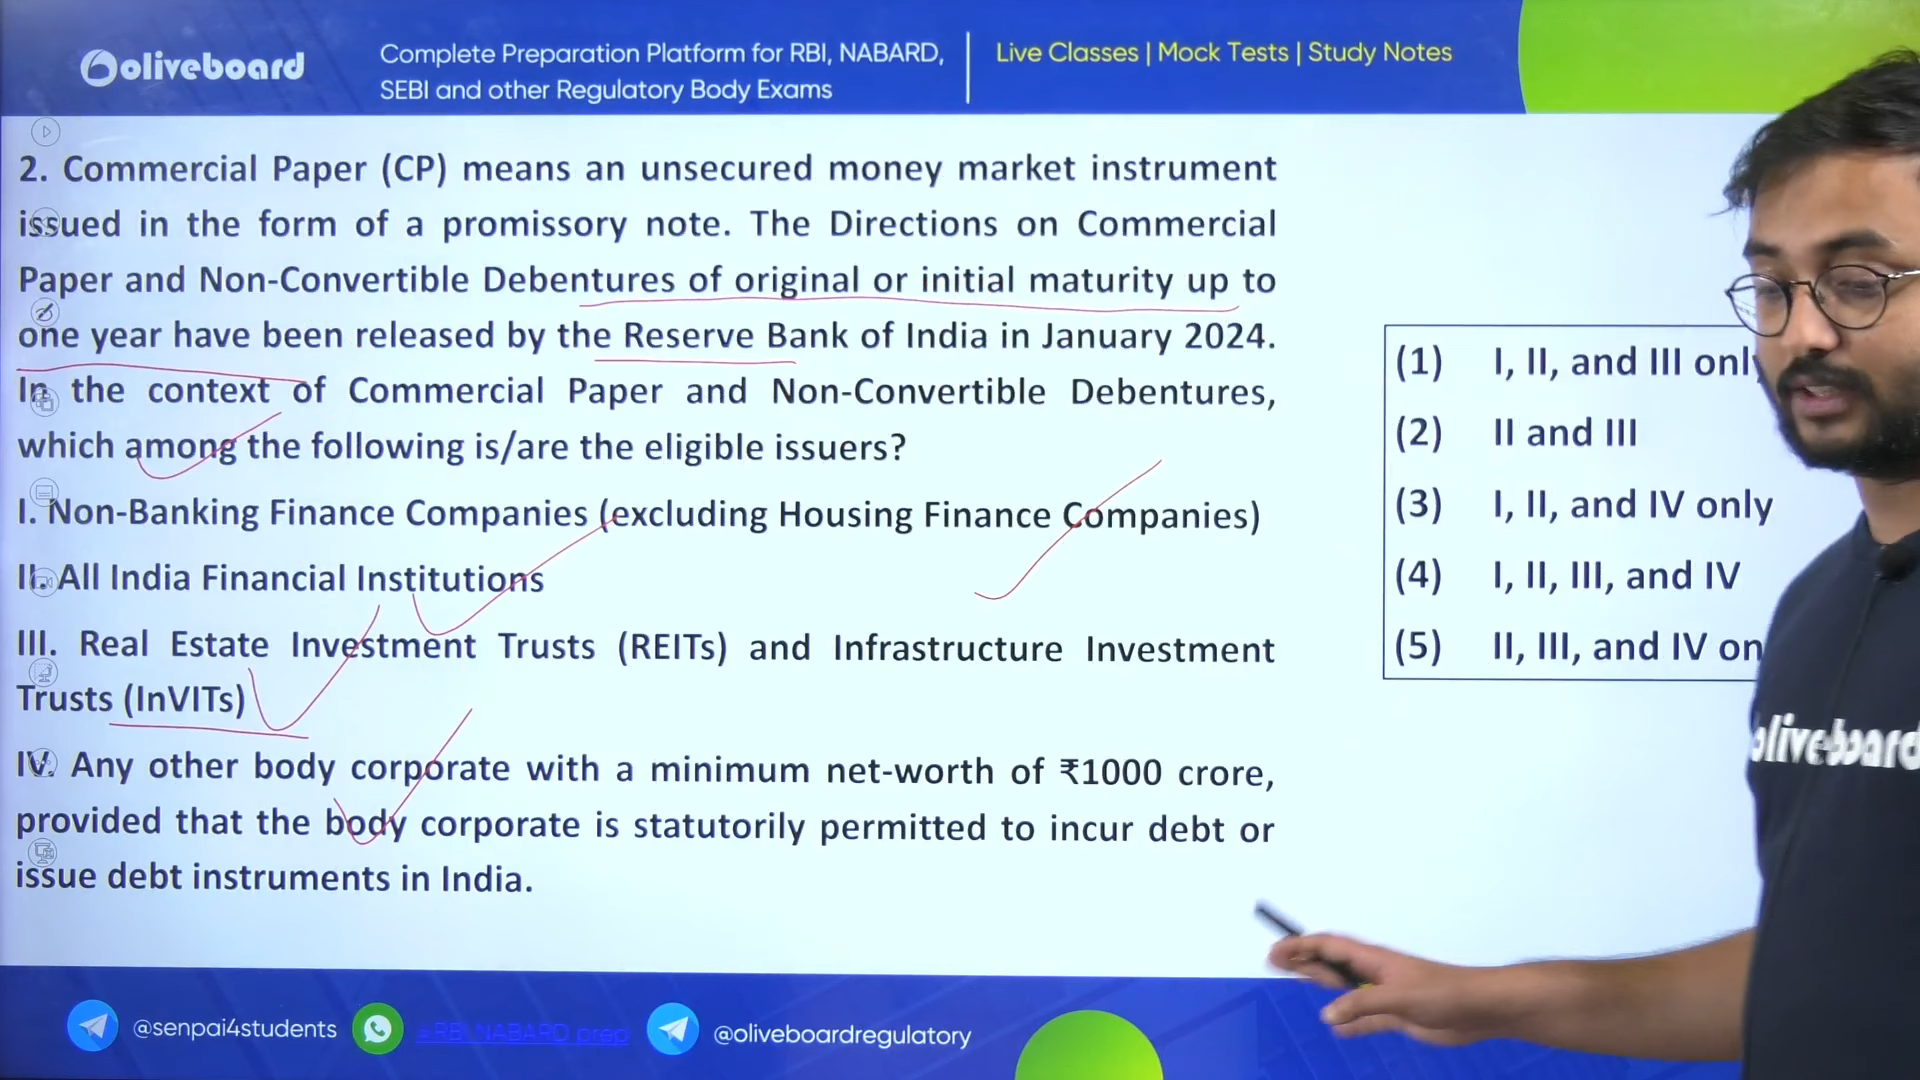 oliveboard
Complete Preparation Platform for RBI, NABARD,
SEBI and other Regulatory Body Exams
Live Classes | Mock Tests | Study Notes
2. Commercial Paper (CP) means an unsecured money market instrument
issued in the form of a promissory note. The Directions on Commercial
Paper and Non-Convertible Debentures of original or initial maturity up to
one year have been released by the Reserve Bank of India in January 2024.
In the context of Commercial Paper and Non-Convertible Debentures,
which among the following is/are the eligible issuers?
I. Non-Banking Finance Companies (excluding Housing Finance Companies)
II. All India Financial Institutions
III. Real Estate Investment Trusts (REITs) and Infrastructure Investment
Trusts (InVITs)
IV. Any other body corporate with a minimum net-worth of ₹1000 crore,
provided that the body corporate is statutorily permitted to incur debt or
issue debt instruments in India.
(1) I, II, and III only
(2) II and III
(3) I, II, and IV only
(4) I, II, III, and IV
(5) II, III, and IV on
oliveboard
@senpai4students
RBI NABARD prep
@oliveboardregulatory